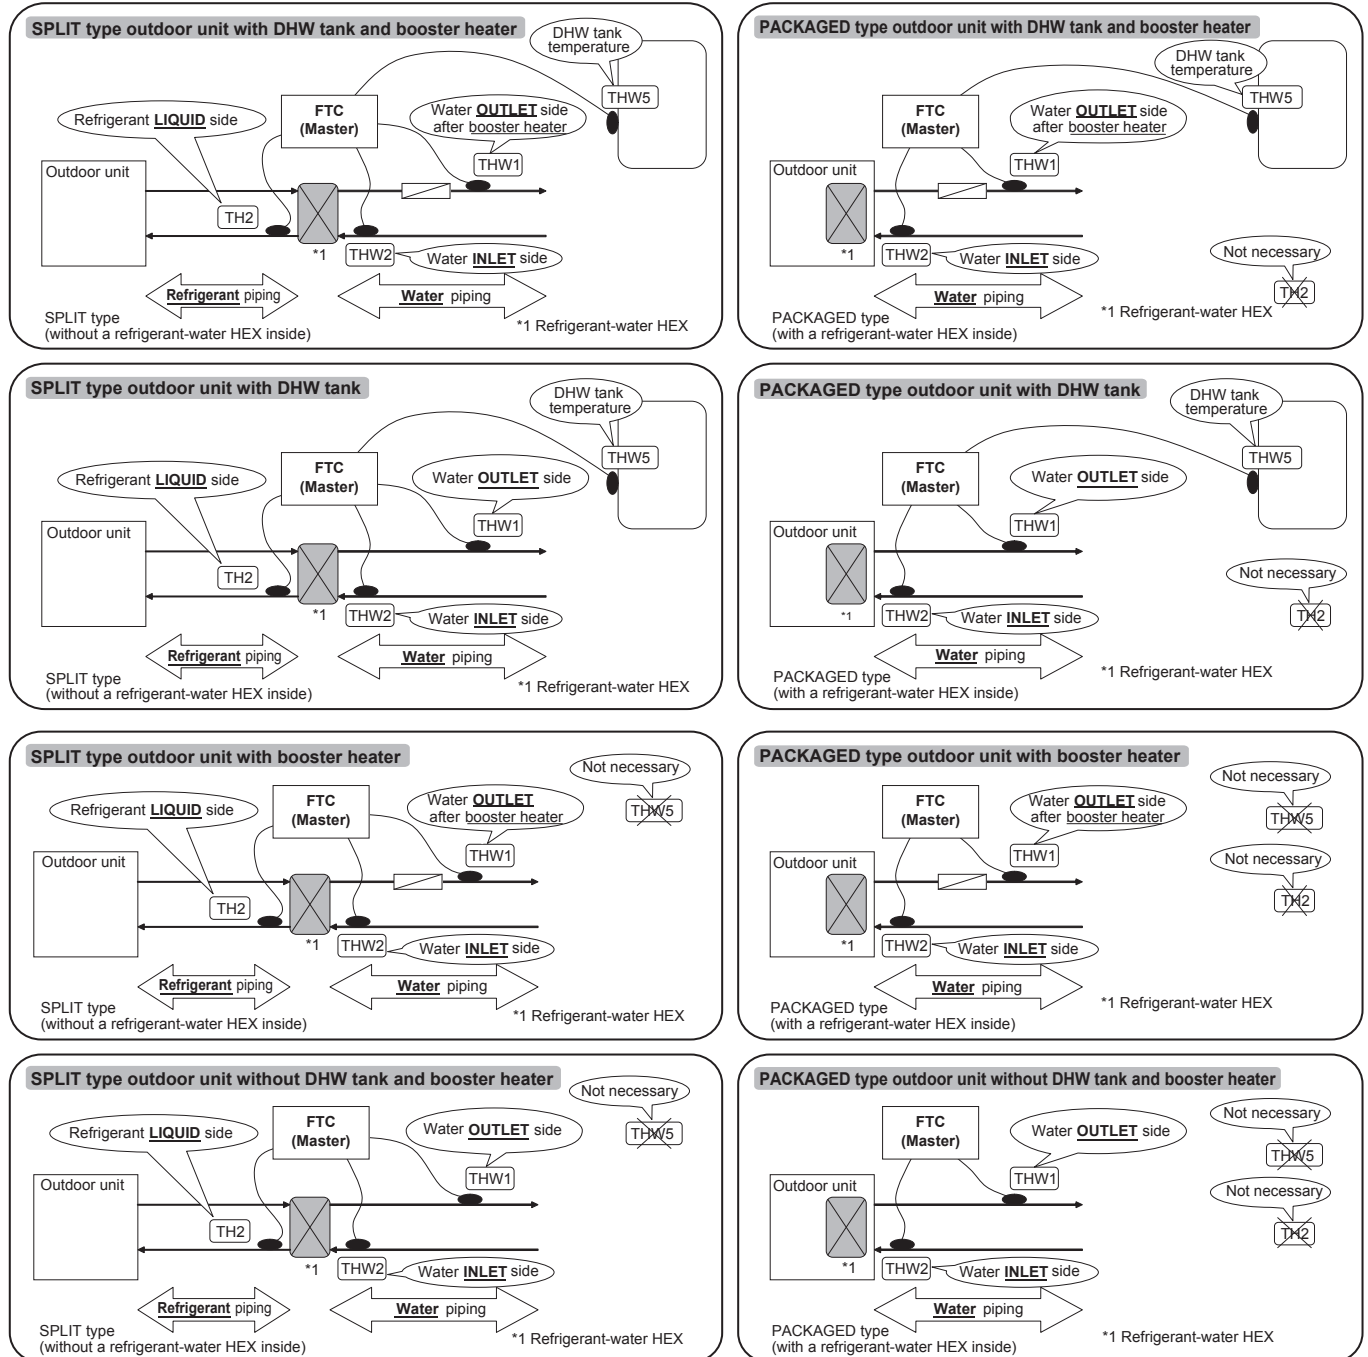 SPLIT type outdoor unit with DHW tank and booster heater
DHW tank
temperature
THW5
FTC
(Master)
Water OUTLET side
after booster heater
THW1
Refrigerant LIQUID side
Outdoor unit
TH2
*1
THW2
Water INLET side
Refrigerant piping
Water piping
SPLIT type
(without a refrigerant-water HEX inside)
*1 Refrigerant-water HEX
PACKAGED type outdoor unit with DHW tank and booster heater
DHW tank
temperature
THW5
FTC
(Master)
Water OUTLET side
after booster heater
THW1
Outdoor unit
*1
THW2
Water INLET side
Not necessary
TH2
Water piping
PACKAGED type
(with a refrigerant-water HEX inside)
*1 Refrigerant-water HEX
SPLIT type outdoor unit with DHW tank
DHW tank
temperature
THW5
FTC
(Master)
Water OUTLET side
THW1
Refrigerant LIQUID side
Outdoor unit
TH2
*1
THW2
Water INLET side
Refrigerant piping
Water piping
SPLIT type
(without a refrigerant-water HEX inside)
*1 Refrigerant-water HEX
PACKAGED type outdoor unit with DHW tank
DHW tank
temperature
THW5
FTC
(Master)
Water OUTLET side
THW1
Outdoor unit
*1
THW2
Water INLET side
Not necessary
TH2
Water piping
PACKAGED type
(with a refrigerant-water HEX inside)
*1 Refrigerant-water HEX
SPLIT type outdoor unit with booster heater
Not necessary
THW5
FTC
(Master)
Water OUTLET
after booster heater
THW1
Refrigerant LIQUID side
Outdoor unit
TH2
*1
THW2
Water INLET side
Refrigerant piping
Water piping
SPLIT type
(without a refrigerant-water HEX inside)
*1 Refrigerant-water HEX
PACKAGED type outdoor unit with booster heater
Not necessary
THW5
FTC
(Master)
Water OUTLET side
after booster heater
THW1
Not necessary
TH2
Outdoor unit
*1
THW2
Water INLET side
Water piping
PACKAGED type
(with a refrigerant-water HEX inside)
*1 Refrigerant-water HEX
SPLIT type outdoor unit without DHW tank and booster heater
Not necessary
THW5
FTC
(Master)
Water OUTLET side
THW1
Refrigerant LIQUID side
Outdoor unit
TH2
*1
THW2
Water INLET side
Refrigerant piping
Water piping
SPLIT type
(without a refrigerant-water HEX inside)
*1 Refrigerant-water HEX
PACKAGED type outdoor unit without DHW tank and booster heater
Not necessary
THW5
FTC
(Master)
Water OUTLET side
THW1
Not necessary
TH2
Outdoor unit
*1
THW2
Water INLET side
Water piping
PACKAGED type
(with a refrigerant-water HEX inside)
*1 Refrigerant-water HEX